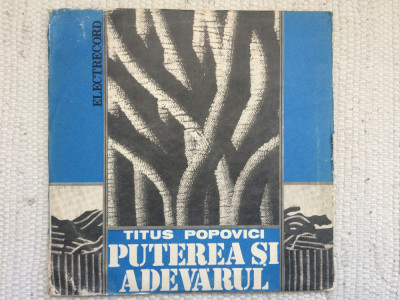 ELECTRECORD
TITUS POPOVICI
PUTEREA ȘI
ADEVĂRUL